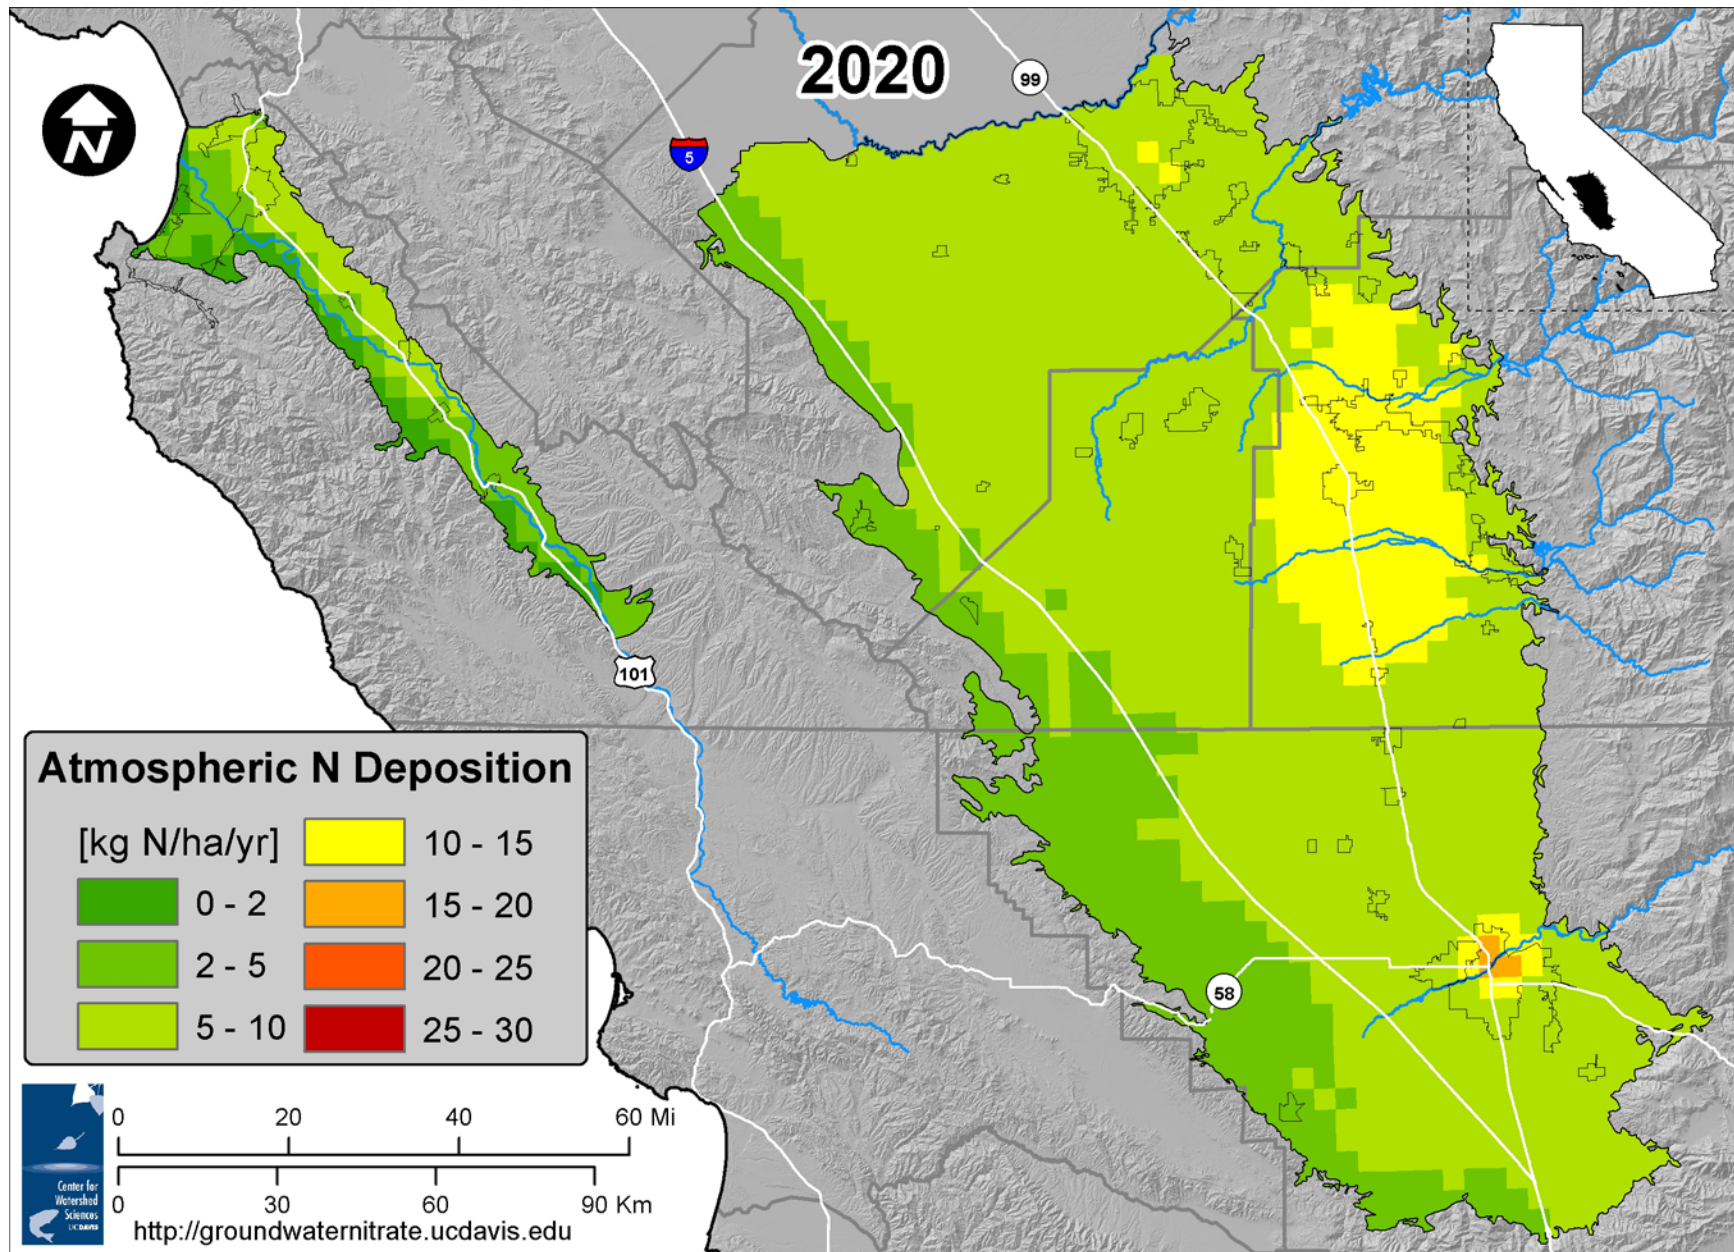 2020
99
5
101
58
Atmospheric N Deposition
[kg N/ha/yr]
0 - 2
2 - 5
5 - 10
10 - 15
15 - 20
20 - 25
25 - 30
N
0 20 40 60 Mi
0 30 60 90 Km
Center for
Watershed
Sciences
UCDAVIS
http://groundwaternitrate.ucdavis.edu